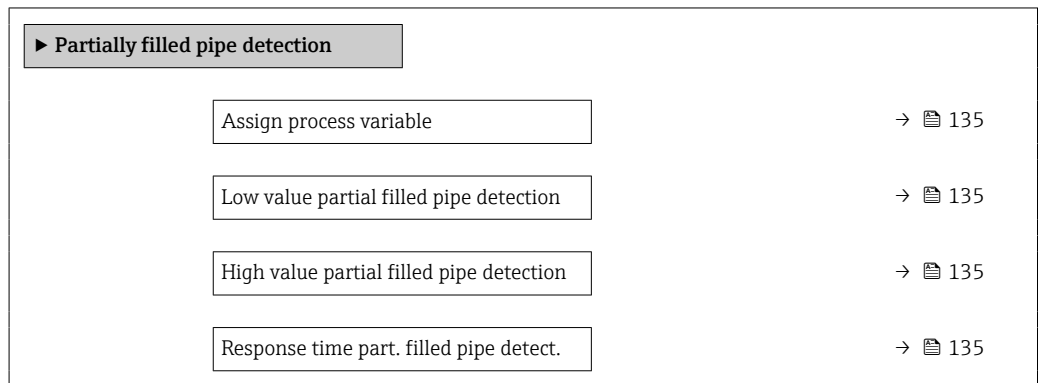 ▶ Partially filled pipe detection
Assign process variable → 135
Low value partial filled pipe detection → 135
High value partial filled pipe detection → 135
Response time part. filled pipe detect. → 135